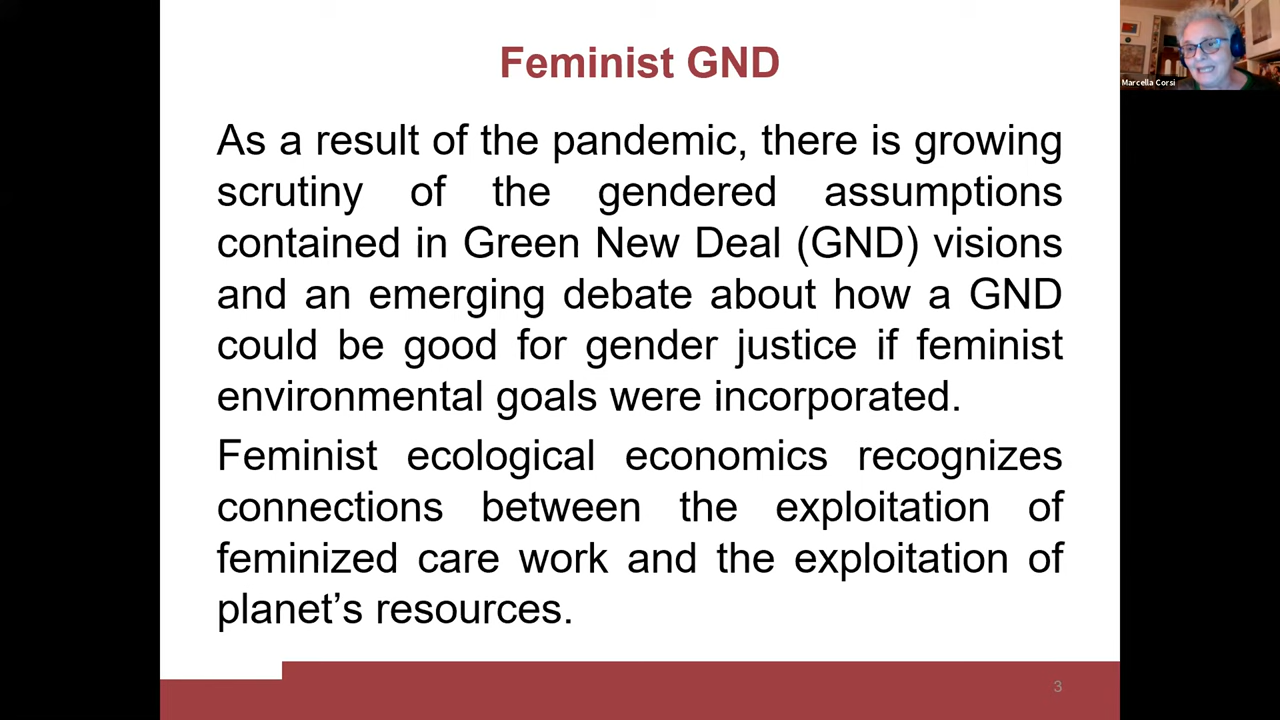 Feminist GND
Marcella Corsi
As a result of the pandemic, there is growing
scrutiny of the gendered assumptions
contained in Green New Deal (GND) visions
and an emerging debate about how a GND
could be good for gender justice if feminist
environmental goals were incorporated.
Feminist ecological economics recognizes
connections between the exploitation of
feminized care work and the exploitation of
planet’s resources.
3